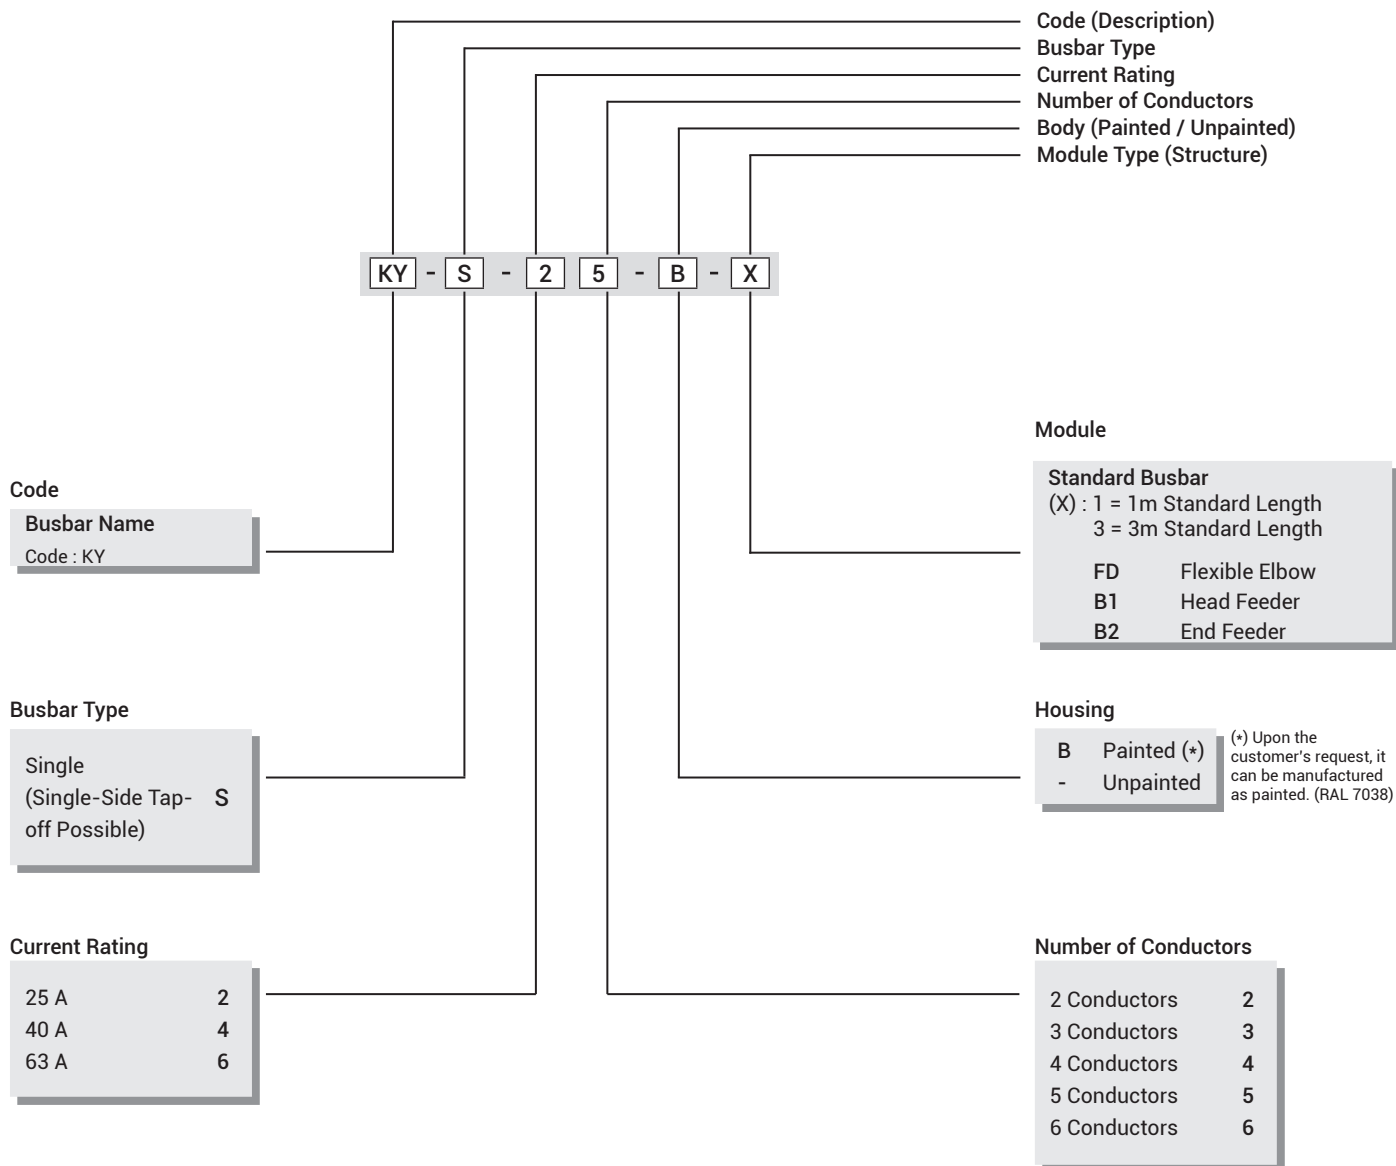 Code (Description)
Busbar Type
Current Rating
Number of Conductors
Body (Painted / Unpainted)
Module Type (Structure)
KY - S - 2 5 - B - X
Module
Standard Busbar
(X) : 1 = 1m Standard Length
3 = 3m Standard Length
FD Flexible Elbow
B1 Head Feeder
B2 End Feeder
Code
Busbar Name
Code : KY
Busbar Type
Single
(Single-Side Tap- S
off Possible)
Housing
B Painted (*)
- Unpainted
(*) Upon the
customer's request, it
can be manufactured
as painted. (RAL 7038)
Current Rating
25 A 2
40 A 4
63 A 6
Number of Conductors
2 Conductors 2
3 Conductors 3
4 Conductors 4
5 Conductors 5
6 Conductors 6